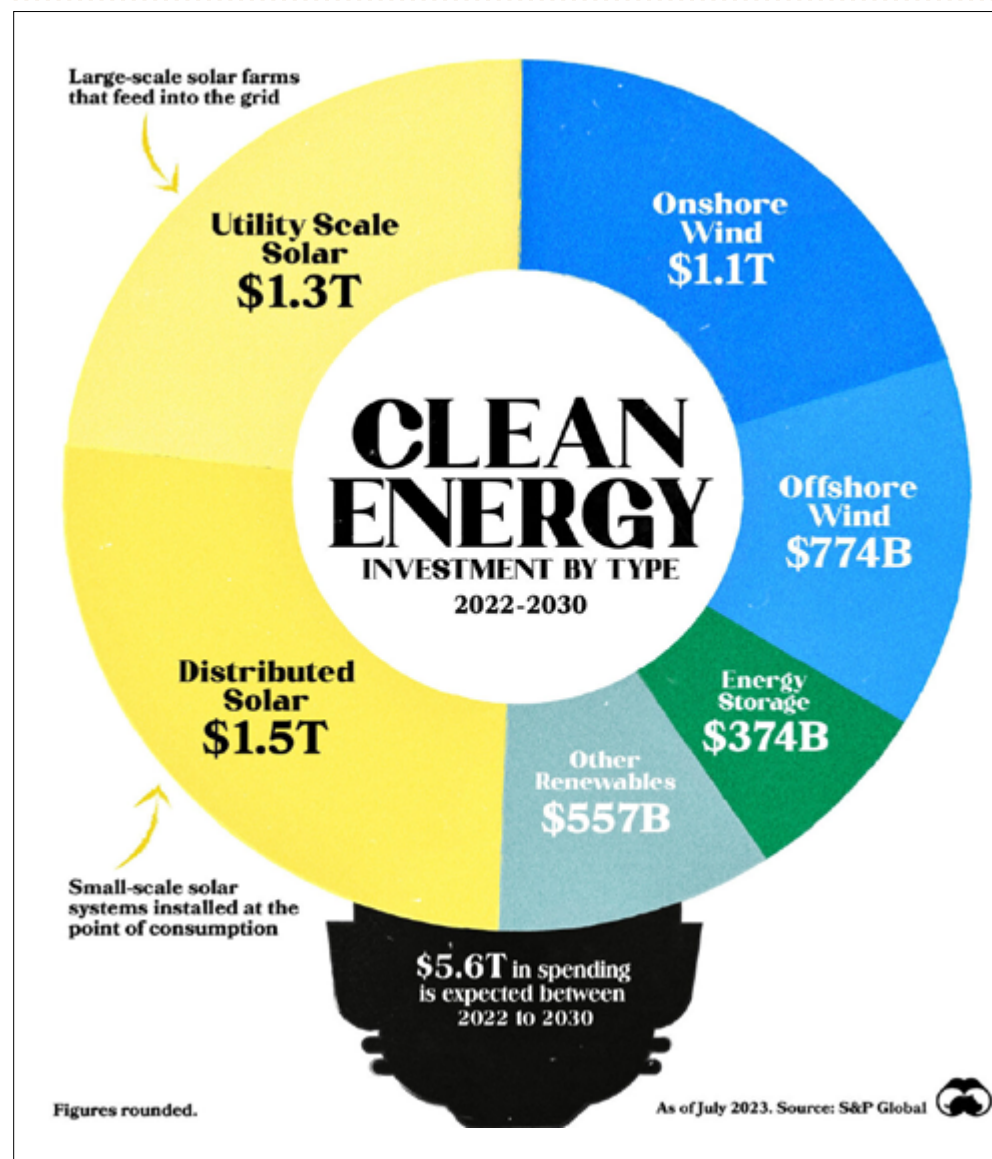 Large-scale solar farms
that feed into the grid
Utility Scale
Solar
$1.3T
Onshore
Wind
$1.1T
CLEAN
ENERGY
INVESTMENT BY TYPE
2022-2030
Offshore
Wind
$774B
Distributed
Solar
$1.5T
Energy
Storage
$374B
Other
Renewables
$557B
Small-scale solar
systems installed at the
point of consumption
$5.6T in spending
is expected between
2022 to 2030
Figures rounded.
As of July 2023. Source: S&P Global